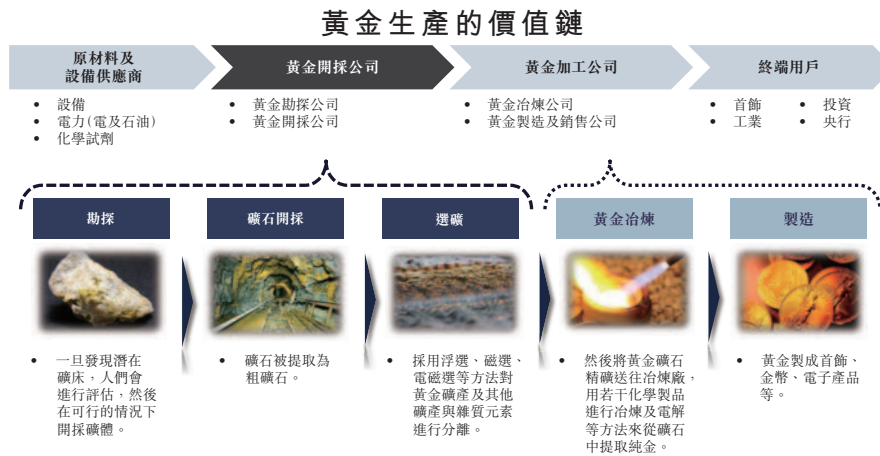 黃金生產的價值鏈
原材料及
設備供應商
黃金開採公司
黃金加工公司
終端用戶
• 設備
• 電力(電及石油)
• 化學試劑
• 黃金勘探公司
• 黃金開採公司
• 黃金冶煉公司
• 黃金製造及銷售公司
• 首飾 • 投資
• 工業 • 央行
勘探
礦石開採
選礦
黃金冶煉
製造
• 一旦發現潛在
礦床，人們會
進行評估，然後
在可行的情況下
開採礦體。
• 礦石被提取為
粗礦石。
• 採用浮選、磁選、
電磁選等方法對
黃金礦產及其他
礦產與雜質元素
進行分離。
• 然後將黃金礦石
精礦送往冶煉廠，
用若干化學製品
進行冶煉及電解
等方法來從礦石
中提取純金。
• 黃金製成首飾、
金幣、電子產品
等。